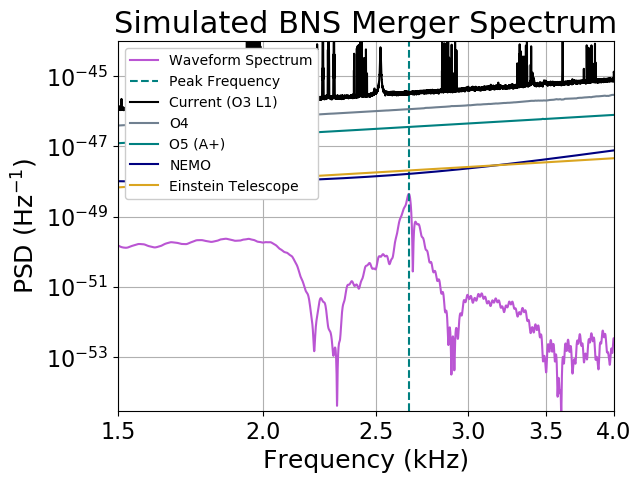 Simulated BNS Merger Spectrum
Waveform Spectrum
Peak Frequency
Current (O3 L1)
O4
O5 (A+)
NEMO
Einstein Telescope
PSD (Hz⁻¹)
10⁻⁴⁵
10⁻⁴⁷
10⁻⁴⁹
10⁻⁵¹
10⁻⁵³
1.5 2.0 2.5 3.0 3.5 4.0
Frequency (kHz)